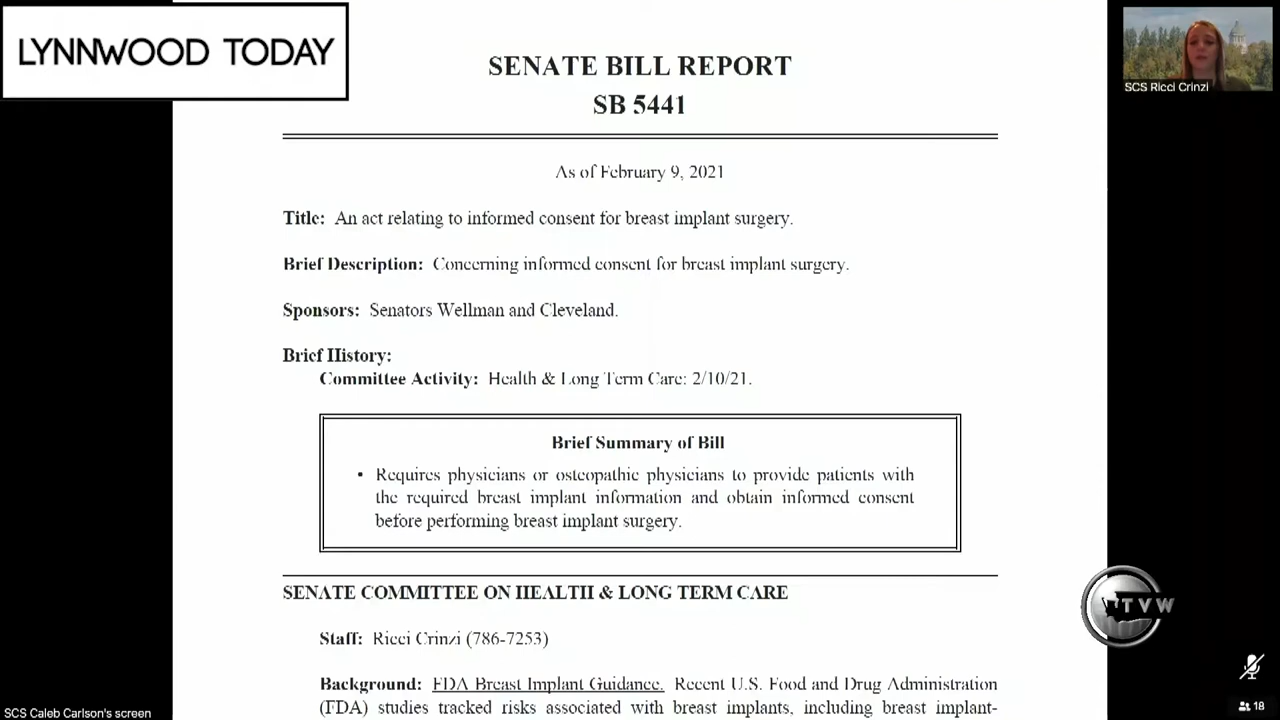 LYNNWOOD TODAY
SCS Ricci Crinzi
SENATE BILL REPORT
SB 5441
As of February 9, 2021
Title: An act relating to informed consent for breast implant surgery.
Brief Description: Concerning informed consent for breast implant surgery.
Sponsors: Senators Wellman and Cleveland.
Brief History:
Committee Activity: Health & Long Term Care: 2/10/21.
Brief Summary of Bill
• Requires physicians or osteopathic physicians to provide patients with
the required breast implant information and obtain informed consent
before performing breast implant surgery.
SENATE COMMITTEE ON HEALTH & LONG TERM CARE
Staff: Ricci Crinzi (786-7253)
Background: FDA Breast Implant Guidance. Recent U.S. Food and Drug Administration
(FDA) studies tracked risks associated with breast implants, including breast implant-
TVW
18
SCS Caleb Carlson's screen